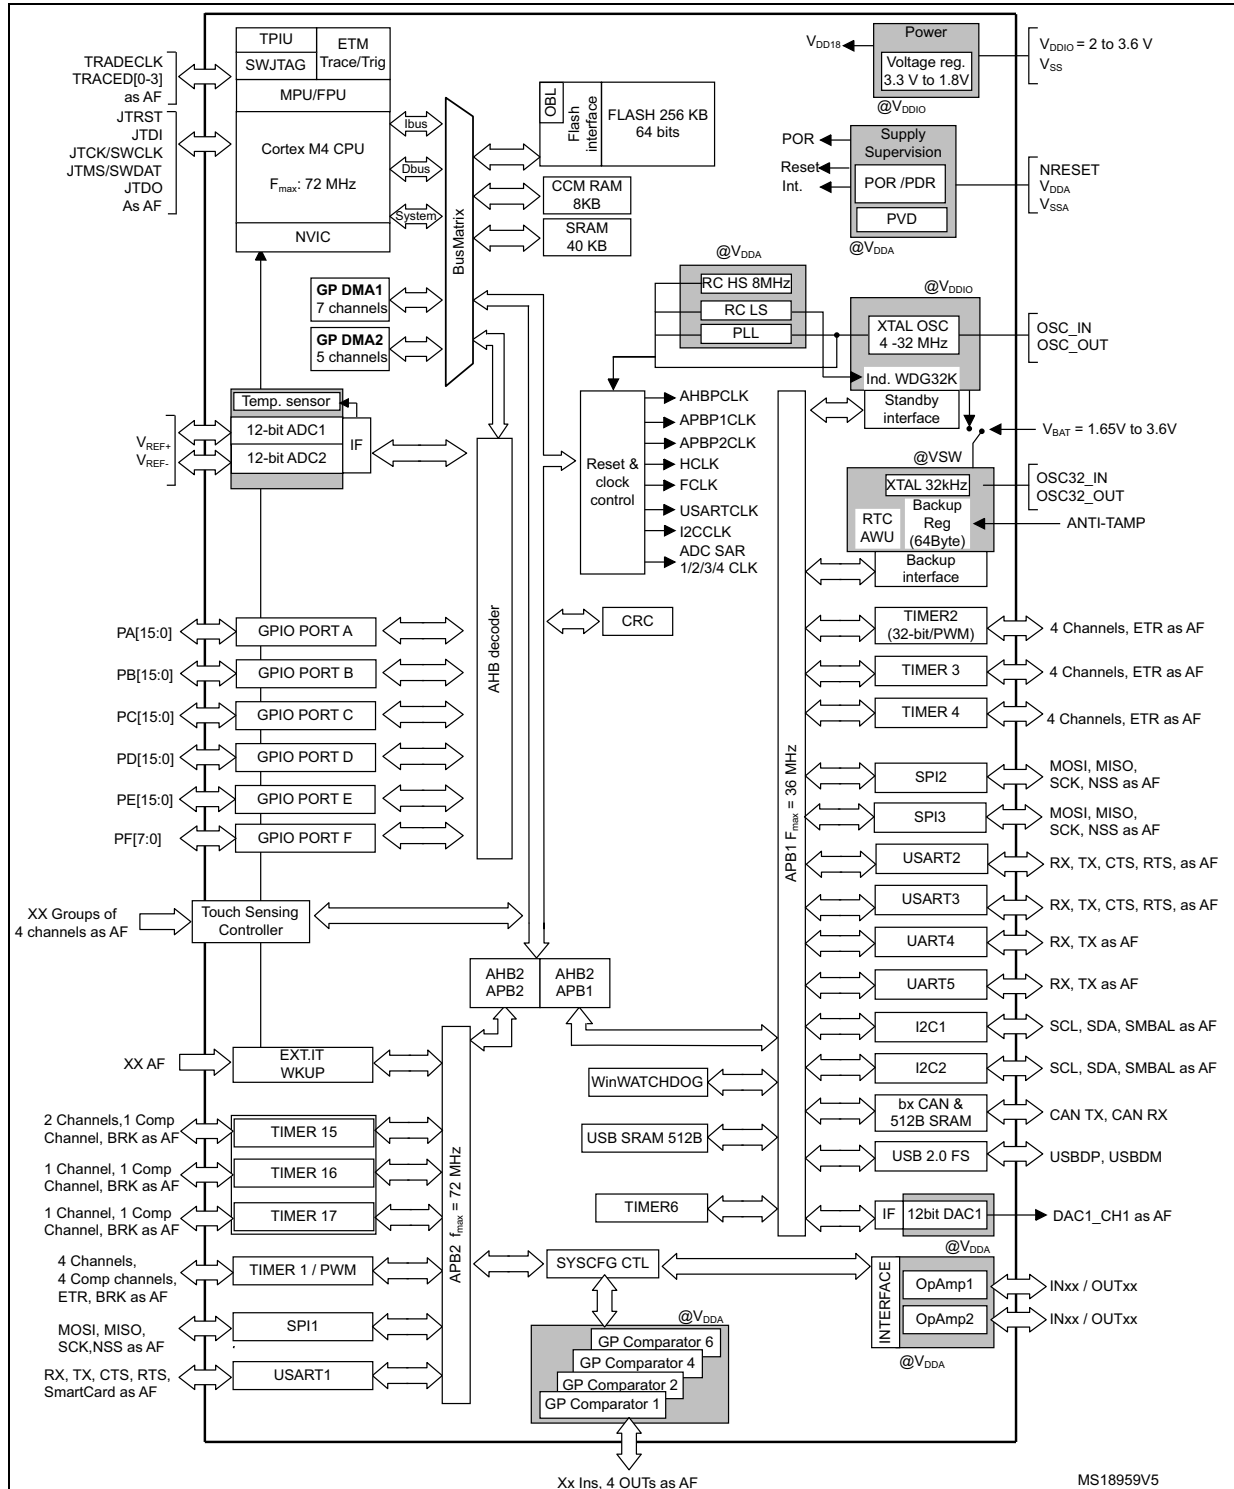 TPIU
SWJTAG
ETM
Trace/Trig
MPU/FPU
Cortex M4 CPU
Fmax: 72 MHz
NVIC
TRADECLK
TRACED[0-3]
as AF
JTRST
JTDI
JTCK/SWCLK
JTMS/SWDAT
JTDO
As AF
Ibus
Dbus
System
BusMatrix
OBL
Flash
interface
FLASH 256 KB
64 bits
CCM RAM
8KB
SRAM
40 KB
GP DMA1
7 channels
GP DMA2
5 channels
VDD18
Power
Voltage reg.
3.3 V to 1.8V
@VDDIO
VDDIO = 2 to 3.6 V
VSS
POR
Reset
Int.
Supply
Supervision
POR /PDR
PVD
@VDDA
NRESET
VDDA
VSSA
@VDDA
RC HS 8MHz
RC LS
PLL
@VDDIO
XTAL OSC
4 -32 MHz
Ind. WDG32K
Standby
interface
OSC_IN
OSC_OUT
VBAT = 1.65V to 3.6V
@VSW
XTAL 32kHz
RTC
AWU
Backup
Reg
(64Byte)
Backup
interface
OSC32_IN
OSC32_OUT
ANTI-TAMP
Reset &
clock
control
AHBPCLK
APBP1CLK
APBP2CLK
HCLK
FCLK
USARTCLK
I2CCLK
ADC SAR
1/2/3/4 CLK
Temp. sensor
12-bit ADC1
12-bit ADC2
IF
VREF+
VREF-
AHB decoder
CRC
PA[15:0]
GPIO PORT A
PB[15:0]
GPIO PORT B
PC[15:0]
GPIO PORT C
PD[15:0]
GPIO PORT D
PE[15:0]
GPIO PORT E
PF[7:0]
GPIO PORT F
XX Groups of
4 channels as AF
Touch Sensing
Controller
AHB2
APB2
AHB2
APB1
APB1 Fmax = 36 MHz
TIMER2
(32-bit/PWM)
4 Channels, ETR as AF
TIMER 3
4 Channels, ETR as AF
TIMER 4
4 Channels, ETR as AF
SPI2
MOSI, MISO,
SCK, NSS as AF
SPI3
MOSI, MISO,
SCK, NSS as AF
USART2
RX, TX, CTS, RTS, as AF
USART3
RX, TX, CTS, RTS, as AF
UART4
RX, TX as AF
UART5
RX, TX as AF
I2C1
SCL, SDA, SMBAL as AF
I2C2
SCL, SDA, SMBAL as AF
bx CAN &
512B SRAM
CAN TX, CAN RX
USB 2.0 FS
USBDP, USBDM
IF
12bit DAC1
DAC1_CH1 as AF
@VDDA
WinWATCHDOG
USB SRAM 512B
TIMER6
XX AF
EXT.IT
WKUP
2 Channels,1 Comp
Channel, BRK as AF
TIMER 15
1 Channel, 1 Comp
Channel, BRK as AF
TIMER 16
1 Channel, 1 Comp
Channel, BRK as AF
TIMER 17
4 Channels,
4 Comp channels,
ETR, BRK as AF
TIMER 1 / PWM
MOSI, MISO,
SCK,NSS as AF
SPI1
RX, TX, CTS, RTS,
SmartCard as AF
USART1
APB2 fmax = 72 MHz
SYSCFG CTL
INTERFACE
OpAmp1
INxx / OUTxx
OpAmp2
INxx / OUTxx
@VDDA
@VDDA
GP Comparator 6
GP Comparator 4
GP Comparator 2
GP Comparator 1
Xx Ins, 4 OUTs as AF
MS18959V5